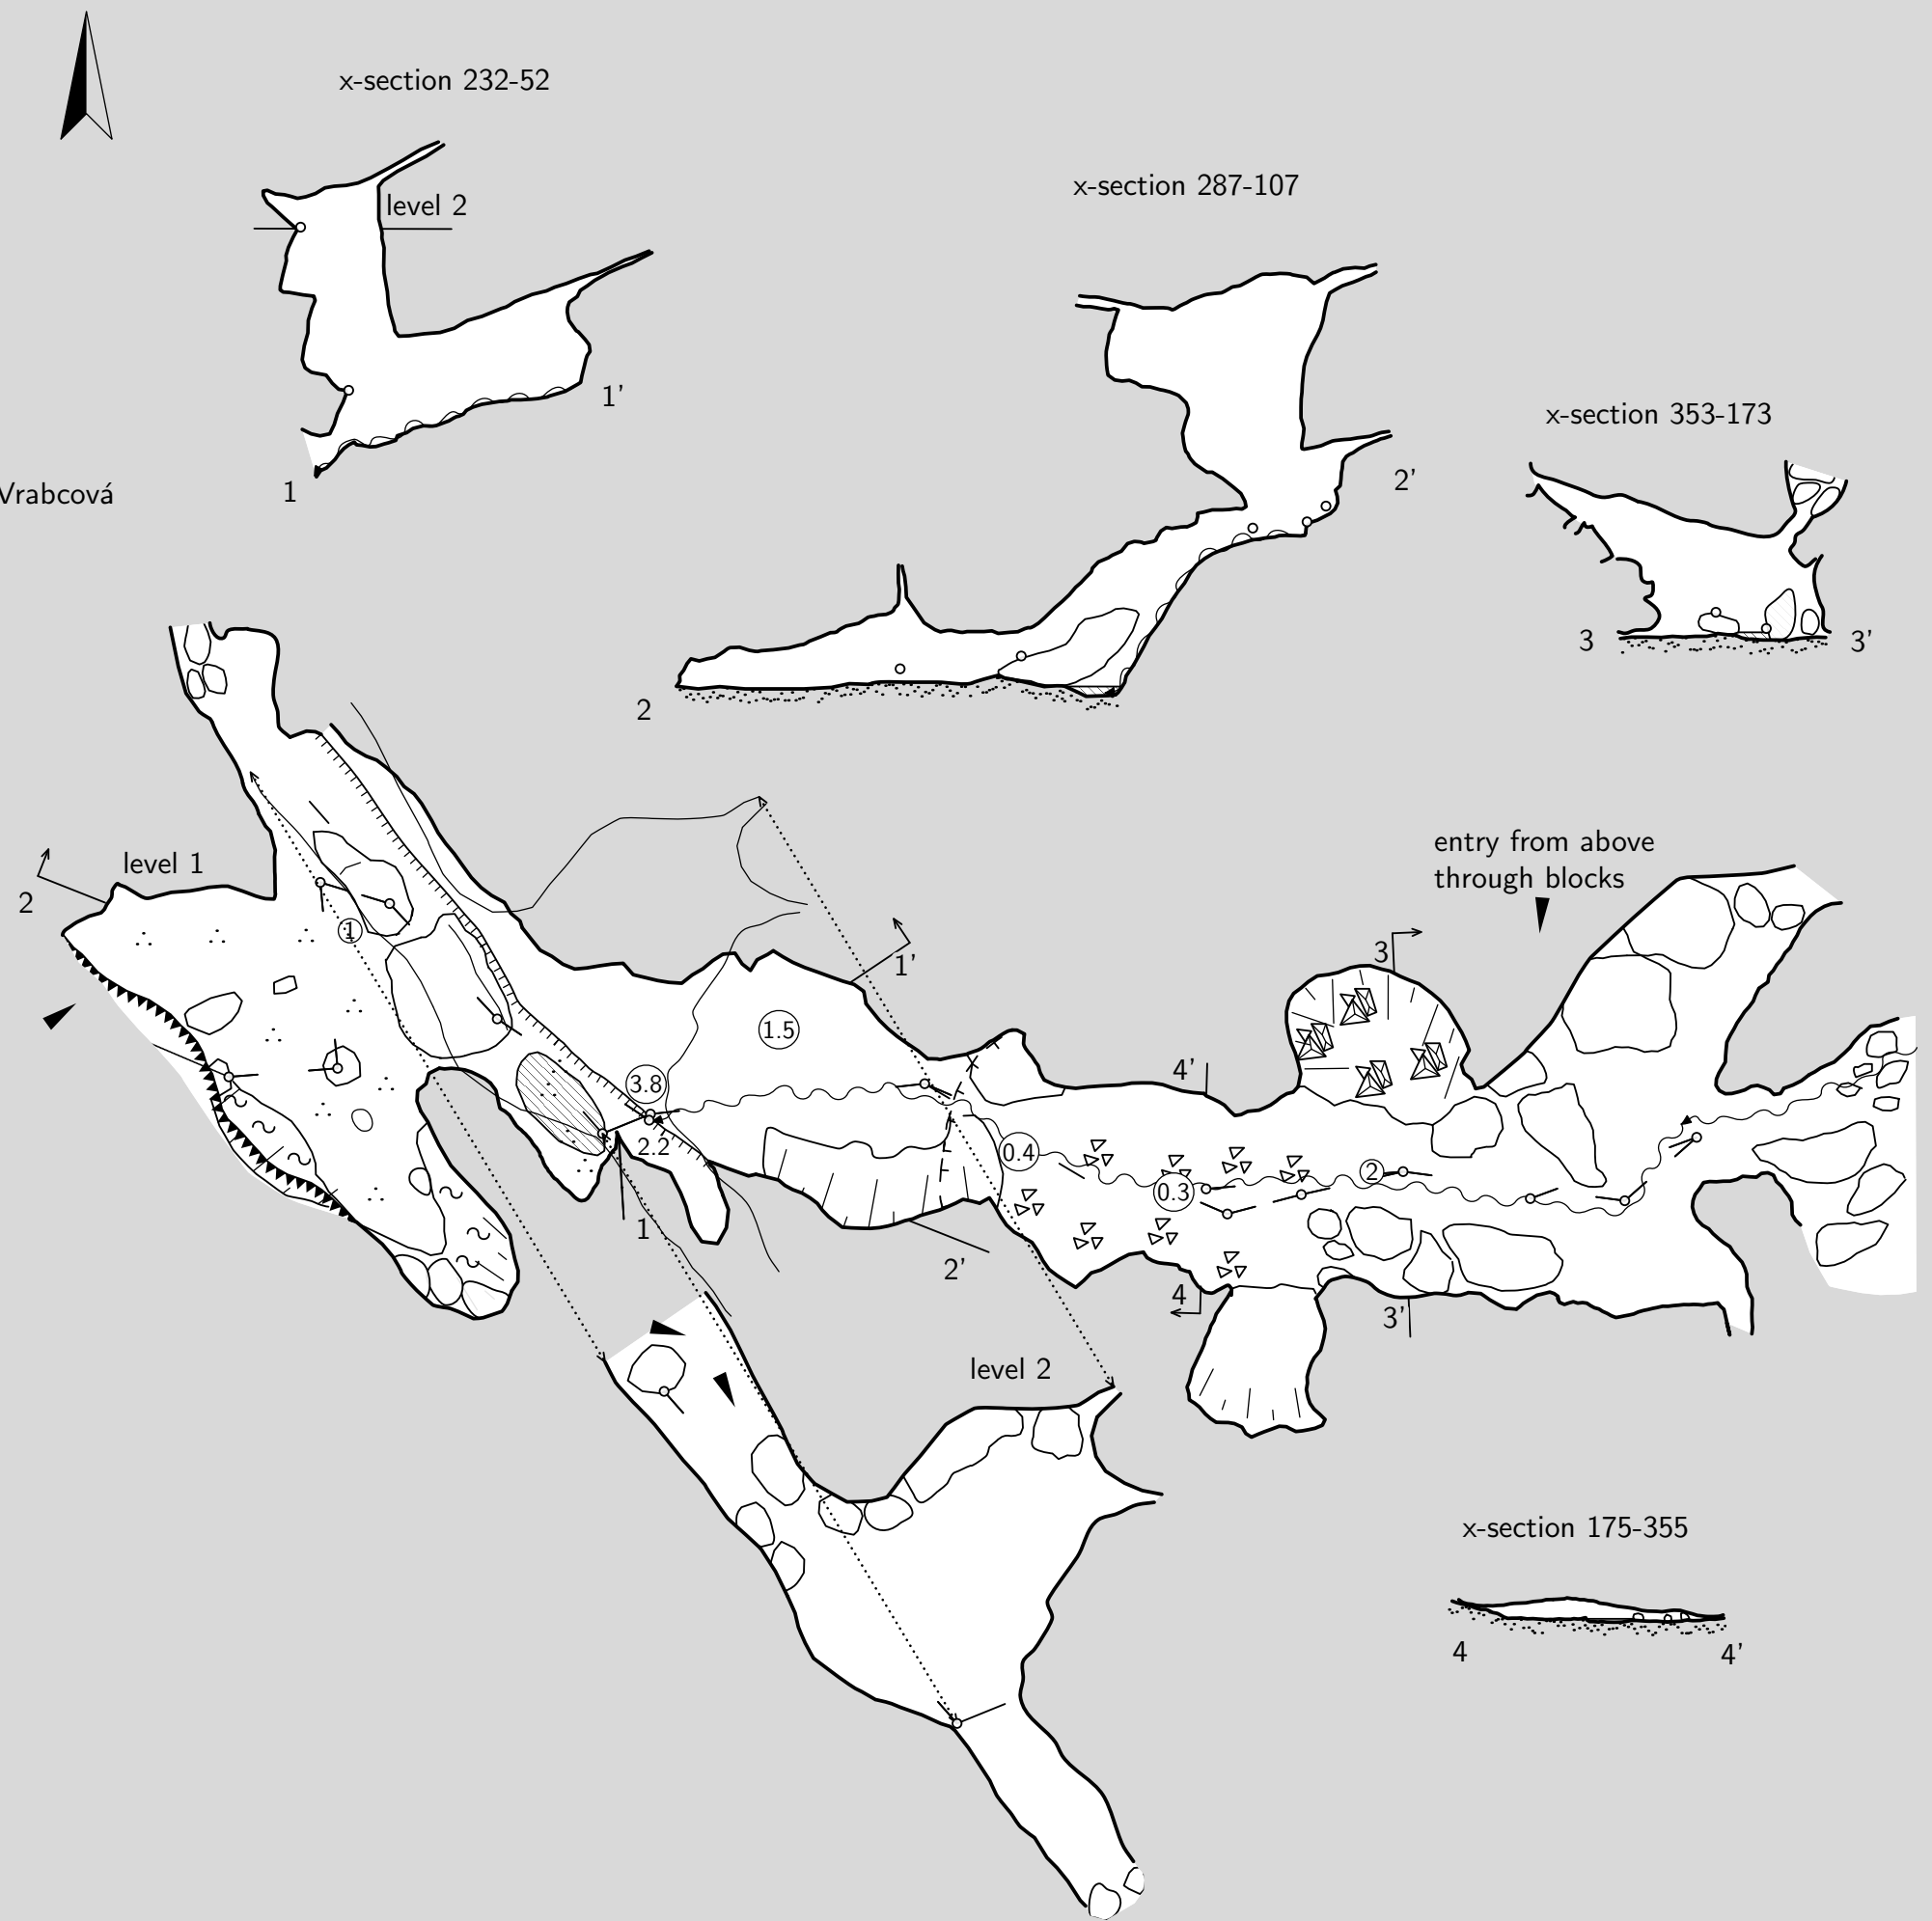 x-section 232-52
level 2
1'
1
Vrabcová
x-section 287-107
2'
2
x-section 353-173
3
3'
level 1
2
1
entry from above
through blocks
3
1'
1.5
3.8
2.2
4'
0.4
0.3
2
1
2'
4
3'
level 2
x-section 175-355
4
4'